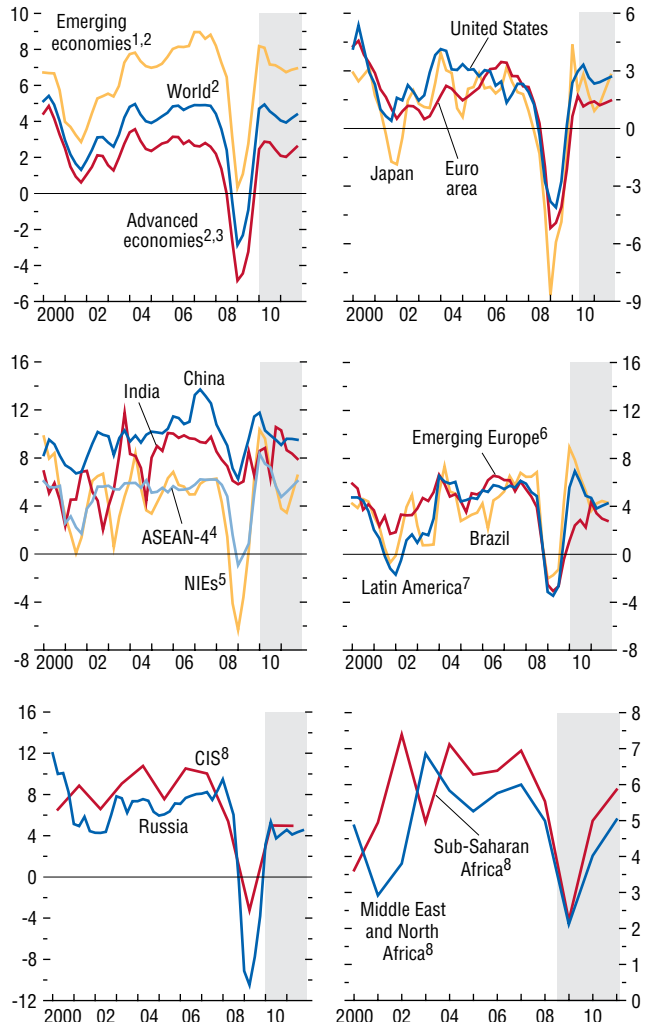 10
8
6
4
2
0
-2
-4
-6
Emerging
economies1,2
World2
Advanced
economies2,3
2000 02 04 06 08 10
6
3
0
-3
-6
-9
United States
Japan
Euro
area
2000 02 04 06 08 10
16
12
8
4
0
-4
-8
India
China
ASEAN-44
NIEs5
2000 02 04 06 08 10
16
12
8
4
0
-4
-8
Emerging Europe6
Brazil
Latin America7
2000 02 04 06 08 10
16
12
8
4
0
-4
-8
-12
CIS8
Russia
2000 02 04 06 08 10
8
7
6
5
4
3
2
1
0
Sub-Saharan
Africa8
Middle East
and North
Africa8
2000 02 04 06 08 10